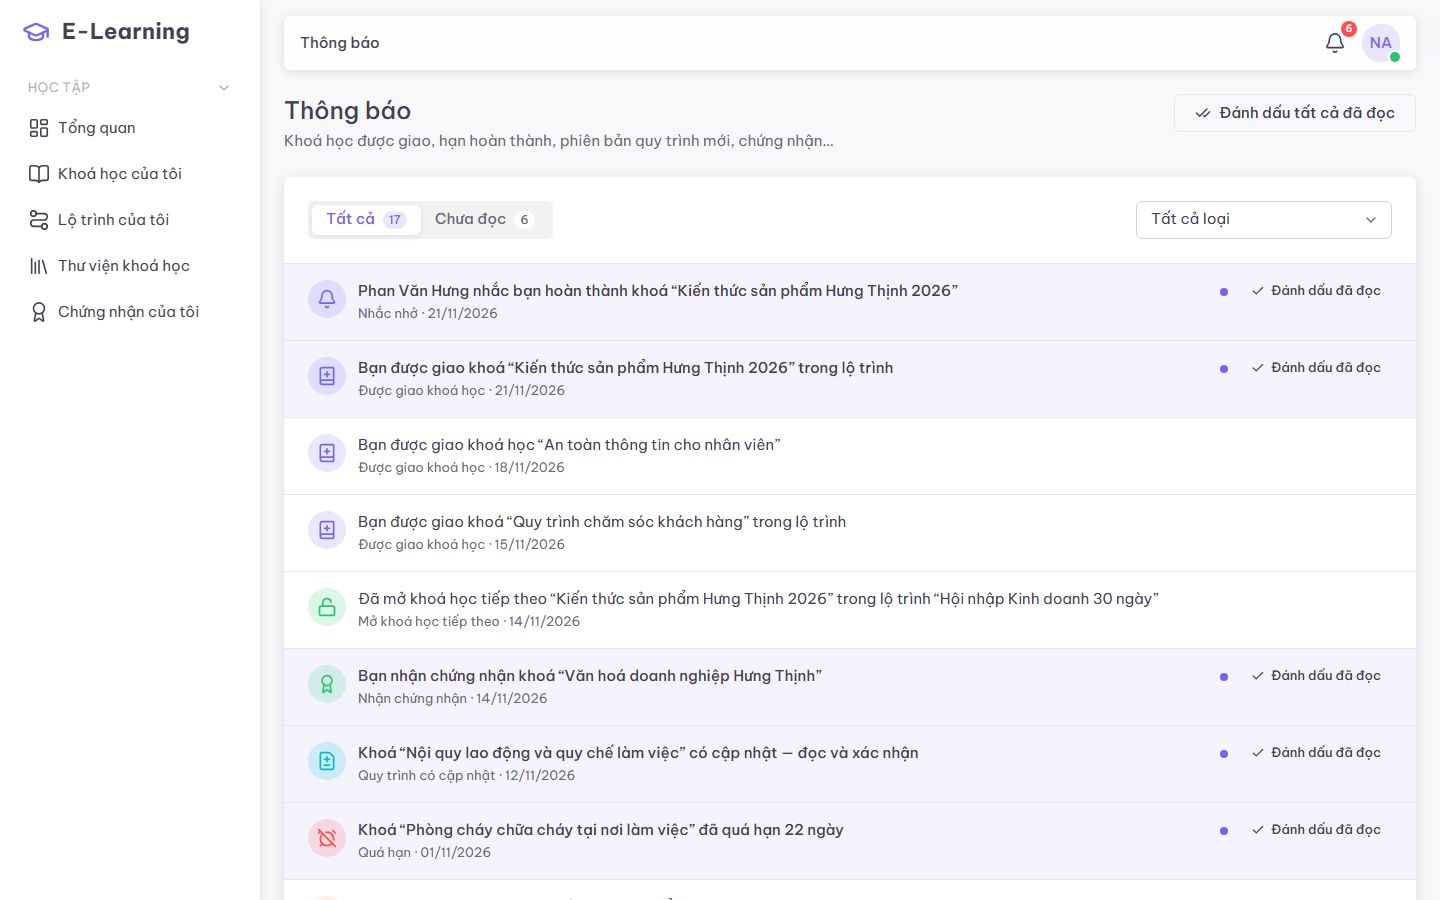 E-Learning
HỌC TẬP
Tổng quan
Khoá học của tôi
Lộ trình của tôi
Thư viện khoá học
Chứng nhận của tôi
Thông báo
6
NA
Thông báo
Khoá học được giao, hạn hoàn thành, phiên bản quy trình mới, chứng nhận...
Đánh dấu tất cả đã đọc
Tất cả 17
Chưa đọc 6
Tất cả loại
Phan Văn Hưng nhắc bạn hoàn thành khoá “Kiến thức sản phẩm Hưng Thịnh 2026”
Nhắc nhở · 21/11/2026
Đánh dấu đã đọc
Bạn được giao khoá “Kiến thức sản phẩm Hưng Thịnh 2026” trong lộ trình
Được giao khoá học · 21/11/2026
Đánh dấu đã đọc
Bạn được giao khoá học “An toàn thông tin cho nhân viên”
Được giao khoá học · 18/11/2026
Bạn được giao khoá “Quy trình chăm sóc khách hàng” trong lộ trình
Được giao khoá học · 15/11/2026
Đã mở khoá học tiếp theo “Kiến thức sản phẩm Hưng Thịnh 2026” trong lộ trình “Hội nhập Kinh doanh 30 ngày”
Mở khoá học tiếp theo · 14/11/2026
Bạn nhận chứng nhận khoá “Văn hoá doanh nghiệp Hưng Thịnh”
Nhận chứng nhận · 14/11/2026
Đánh dấu đã đọc
Khoá “Nội quy lao động và quy chế làm việc” có cập nhật — đọc và xác nhận
Quy trình có cập nhật · 12/11/2026
Đánh dấu đã đọc
Khoá “Phòng cháy chữa cháy tại nơi làm việc” đã quá hạn 22 ngày
Quá hạn · 01/11/2026
Đánh dấu đã đọc